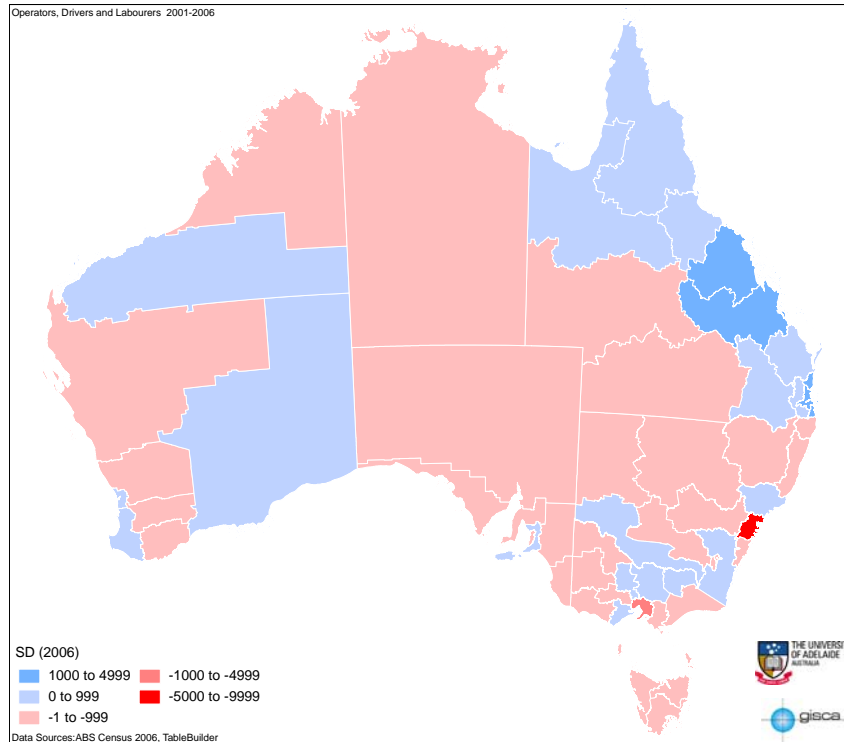 Operators, Drivers and Labourers 2001-2006
SD (2006)
1000 to 4999
-1000 to -4999
0 to 999
-5000 to -9999
-1 to -999
THE UNIVERSI
OF ADELAIDE
AUSTRALIA
gisca
Data Sources:ABS Census 2006, TableBuilder